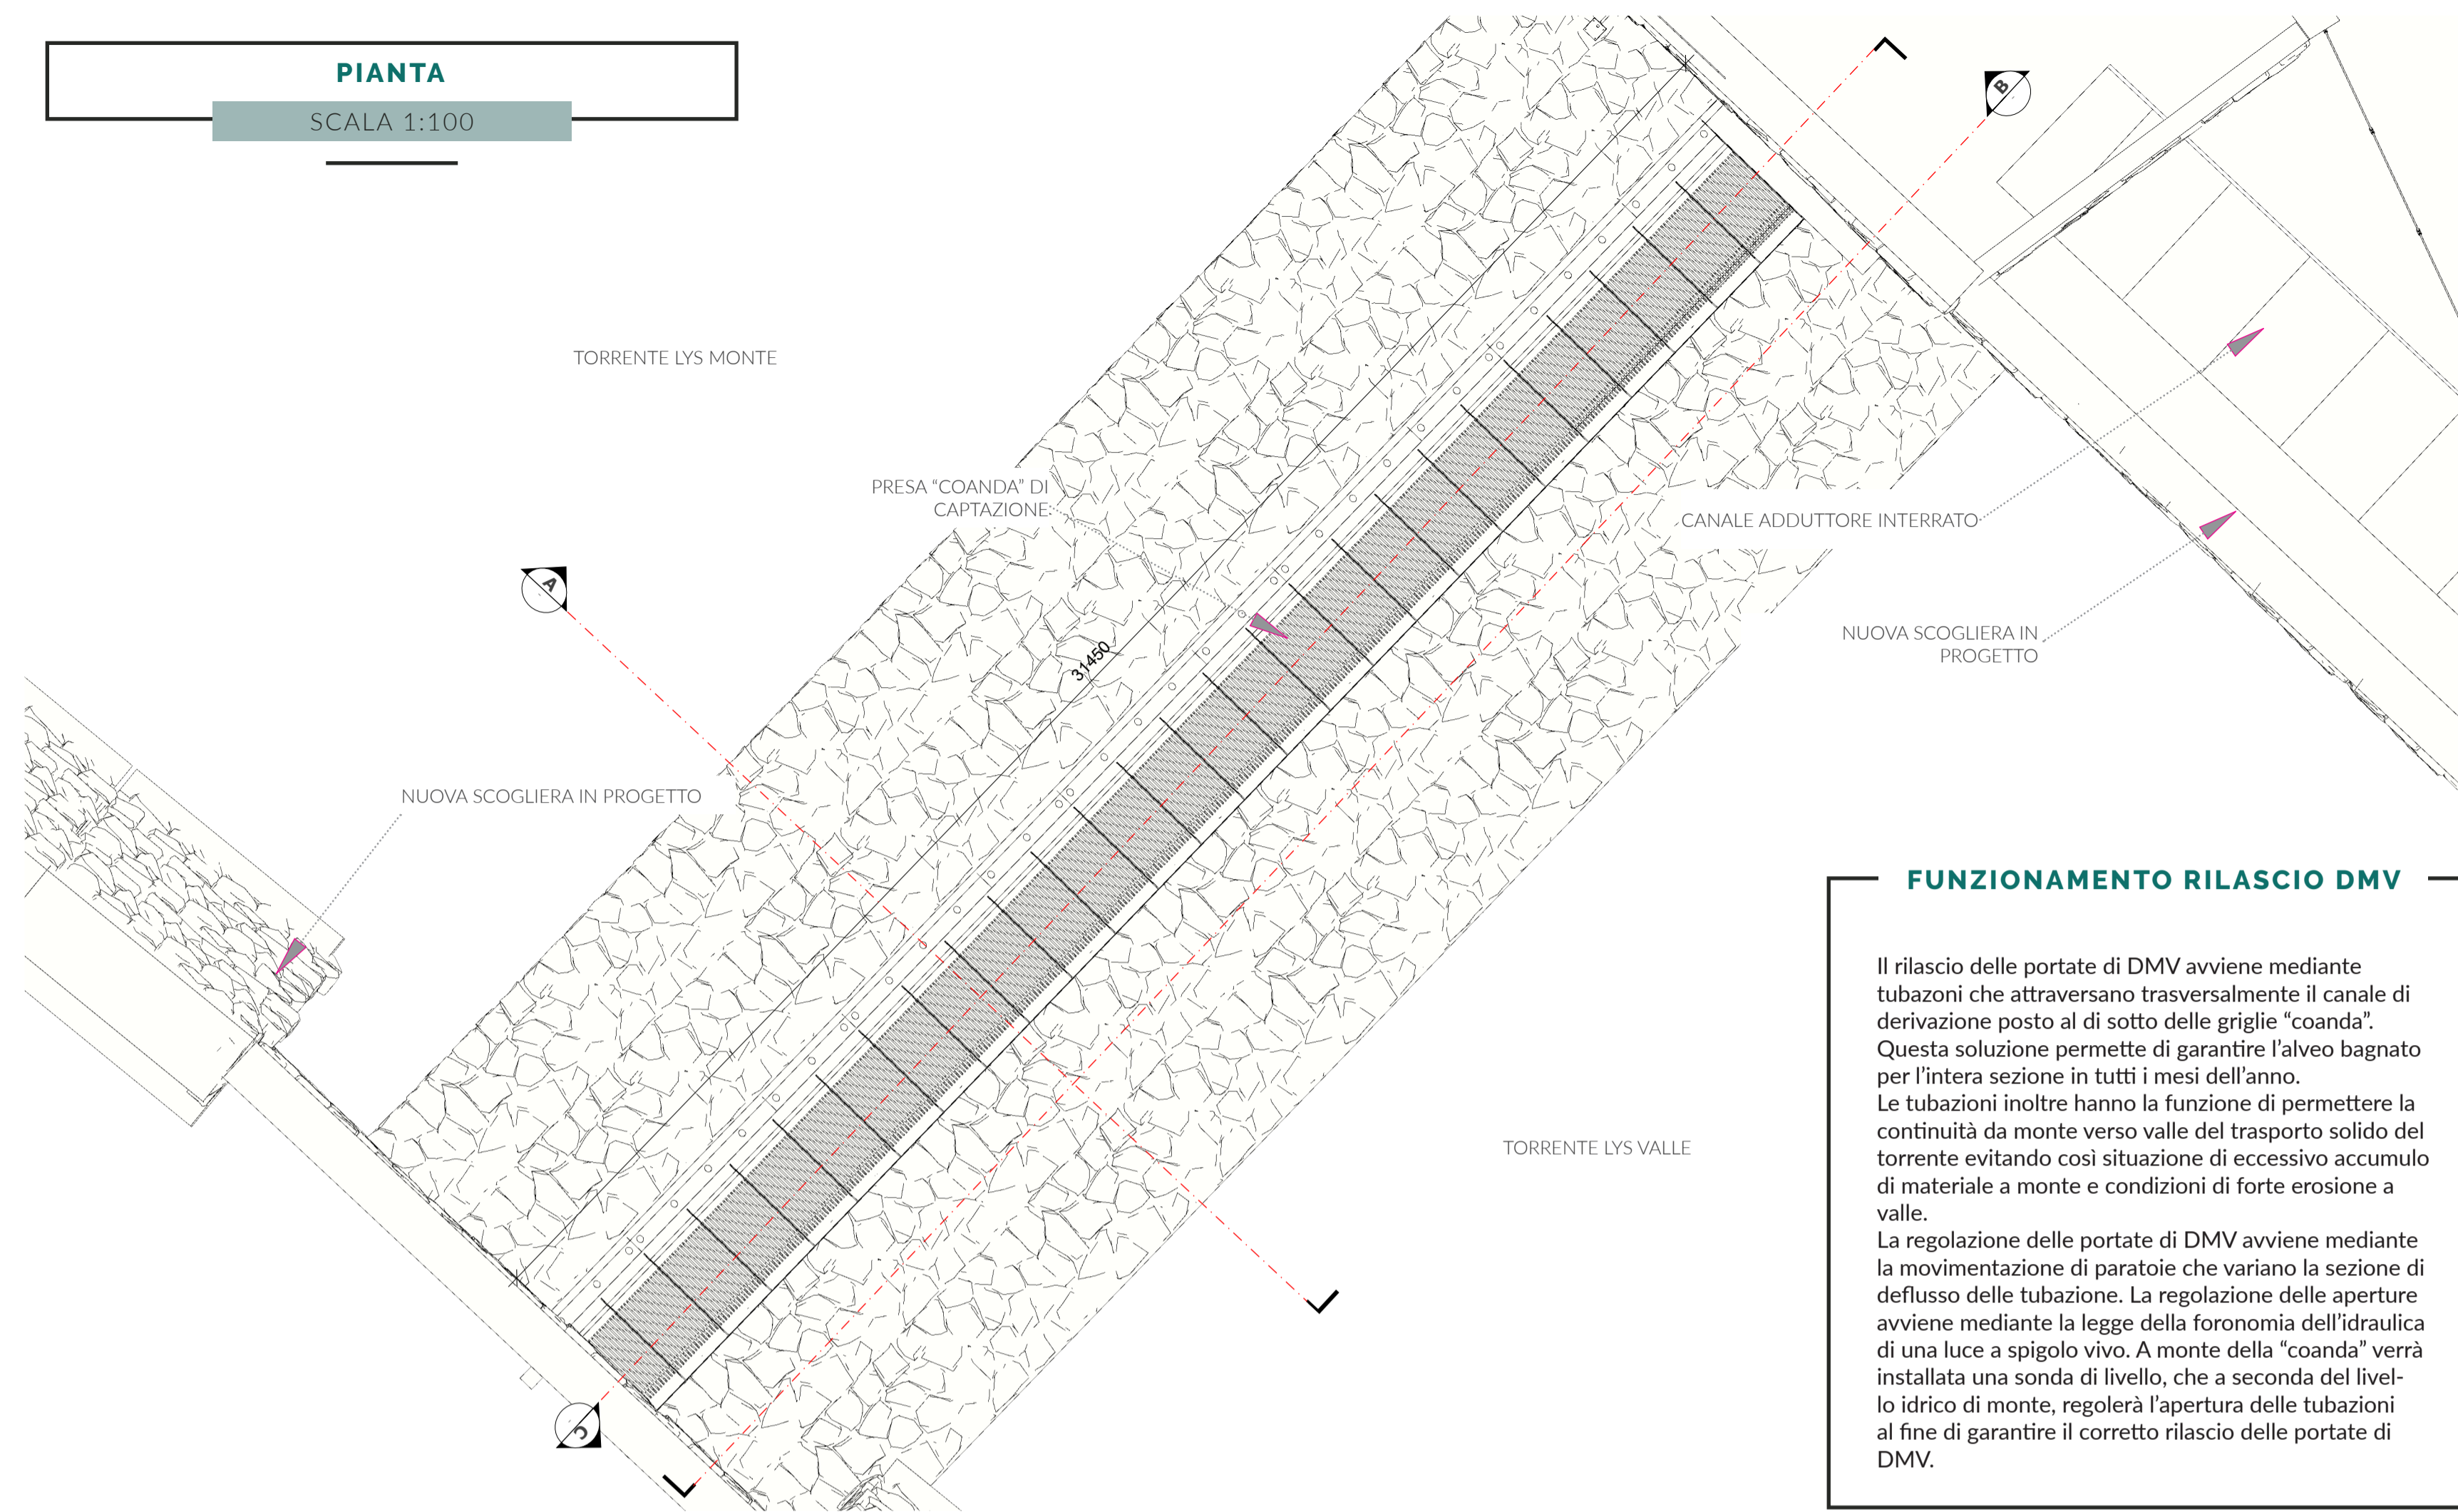 PIANTA
SCALA 1:100
B
TORRENTE LYS MONTE
PRESA “COANDA” DI
CAPTAZIONE
CANALE ADDUTTORE INTERRATO
A
NUOVA SCOGLIERA IN
PROGETTO
31450
NUOVA SCOGLIERA IN PROGETTO
TORRENTE LYS VALLE
C
FUNZIONAMENTO RILASCIO DMV
Il rilascio delle portate di DMV avviene mediante
tubazoni che attraversano trasversalmente il canale di
derivazione posto al di sotto delle griglie “coanda”.
Questa soluzione permette di garantire l’alveo bagnato
per l’intera sezione in tutti i mesi dell’anno.
Le tubazioni inoltre hanno la funzione di permettere la
continuità da monte verso valle del trasporto solido del
torrente evitando così situazione di eccessivo accumulo
di materiale a monte e condizioni di forte erosione a
valle.
La regolazione delle portate di DMV avviene mediante
la movimentazione di paratoie che variano la sezione di
deflusso delle tubazione. La regolazione delle aperture
avviene mediante la legge della foronomia dell’idraulica
di una luce a spigolo vivo. A monte della “coanda” verrà
installata una sonda di livello, che a seconda del livel-
lo idrico di monte, regolerà l’apertura delle tubazioni
al fine di garantire il corretto rilascio delle portate di
DMV.